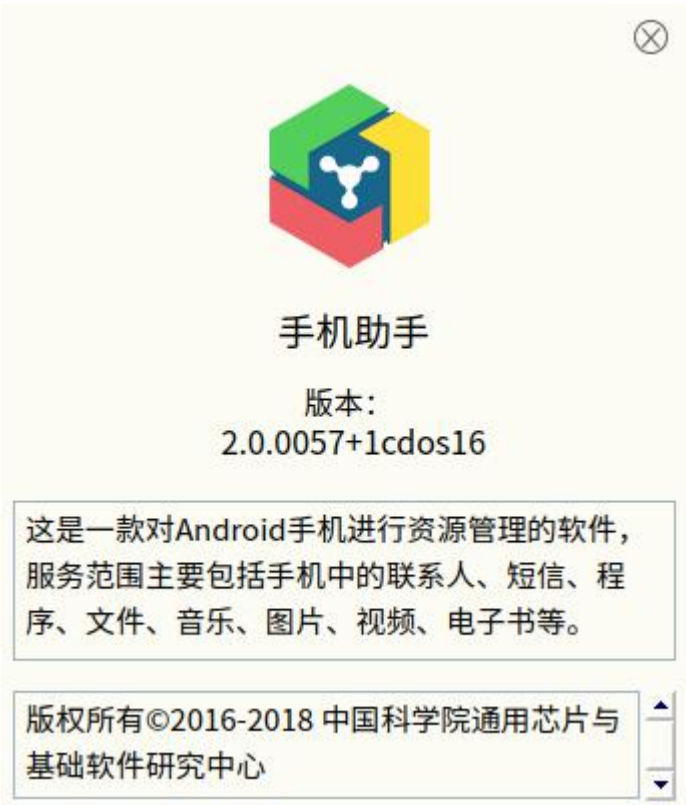 手机助手
版本：
2.0.0057+1cdos16
这是一款对Android手机进行资源管理的软件，
服务范围主要包括手机中的联系人、短信、程
序、文件、音乐、图片、视频、电子书等。
版权所有©2016-2018 中国科学院通用芯片与
基础软件研究中心